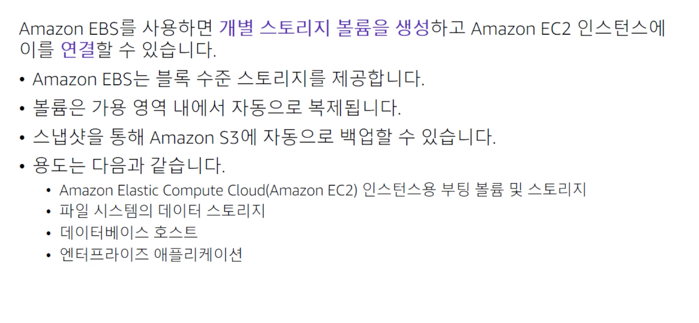 Amazon EBS를 사용하면 개별 스토리지 볼륨을 생성하고 Amazon EC2 인스턴스에
이를 연결할 수 있습니다.
• Amazon EBS는 블록 수준 스토리지를 제공합니다.
• 볼륨은 가용 영역 내에서 자동으로 복제됩니다.
• 스냅샷을 통해 Amazon S3에 자동으로 백업할 수 있습니다.
• 용도는 다음과 같습니다.
• Amazon Elastic Compute Cloud(Amazon EC2) 인스턴스용 부팅 볼륨 및 스토리지
• 파일 시스템의 데이터 스토리지
• 데이터베이스 호스트
• 엔터프라이즈 애플리케이션